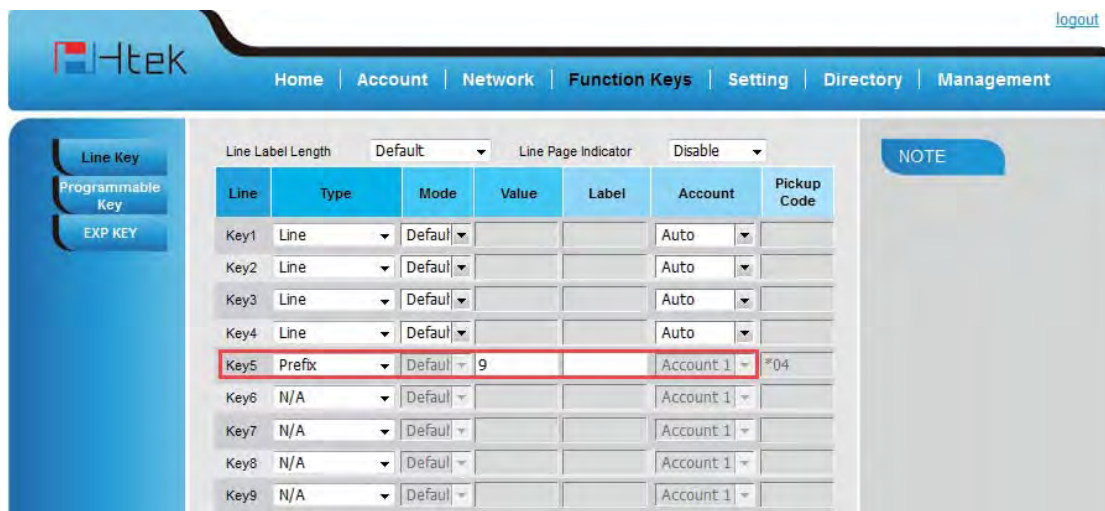 logout
Htek
Home | Account | Network | Function Keys | Setting | Directory | Management
Line Key
Programmable Key
EXP KEY
Line Label Length Default Line Page Indicator Disable
Line Type Mode Value Label Account Pickup Code
Key1 Line Defaul Auto
Key2 Line Defaul Auto
Key3 Line Defaul Auto
Key4 Line Defaul Auto
Key5 Prefix Defaul 9 Account 1 *04
Key6 N/A Defaul Account 1
Key7 N/A Defaul Account 1
Key8 N/A Defaul Account 1
Key9 N/A Defaul Account 1
NOTE